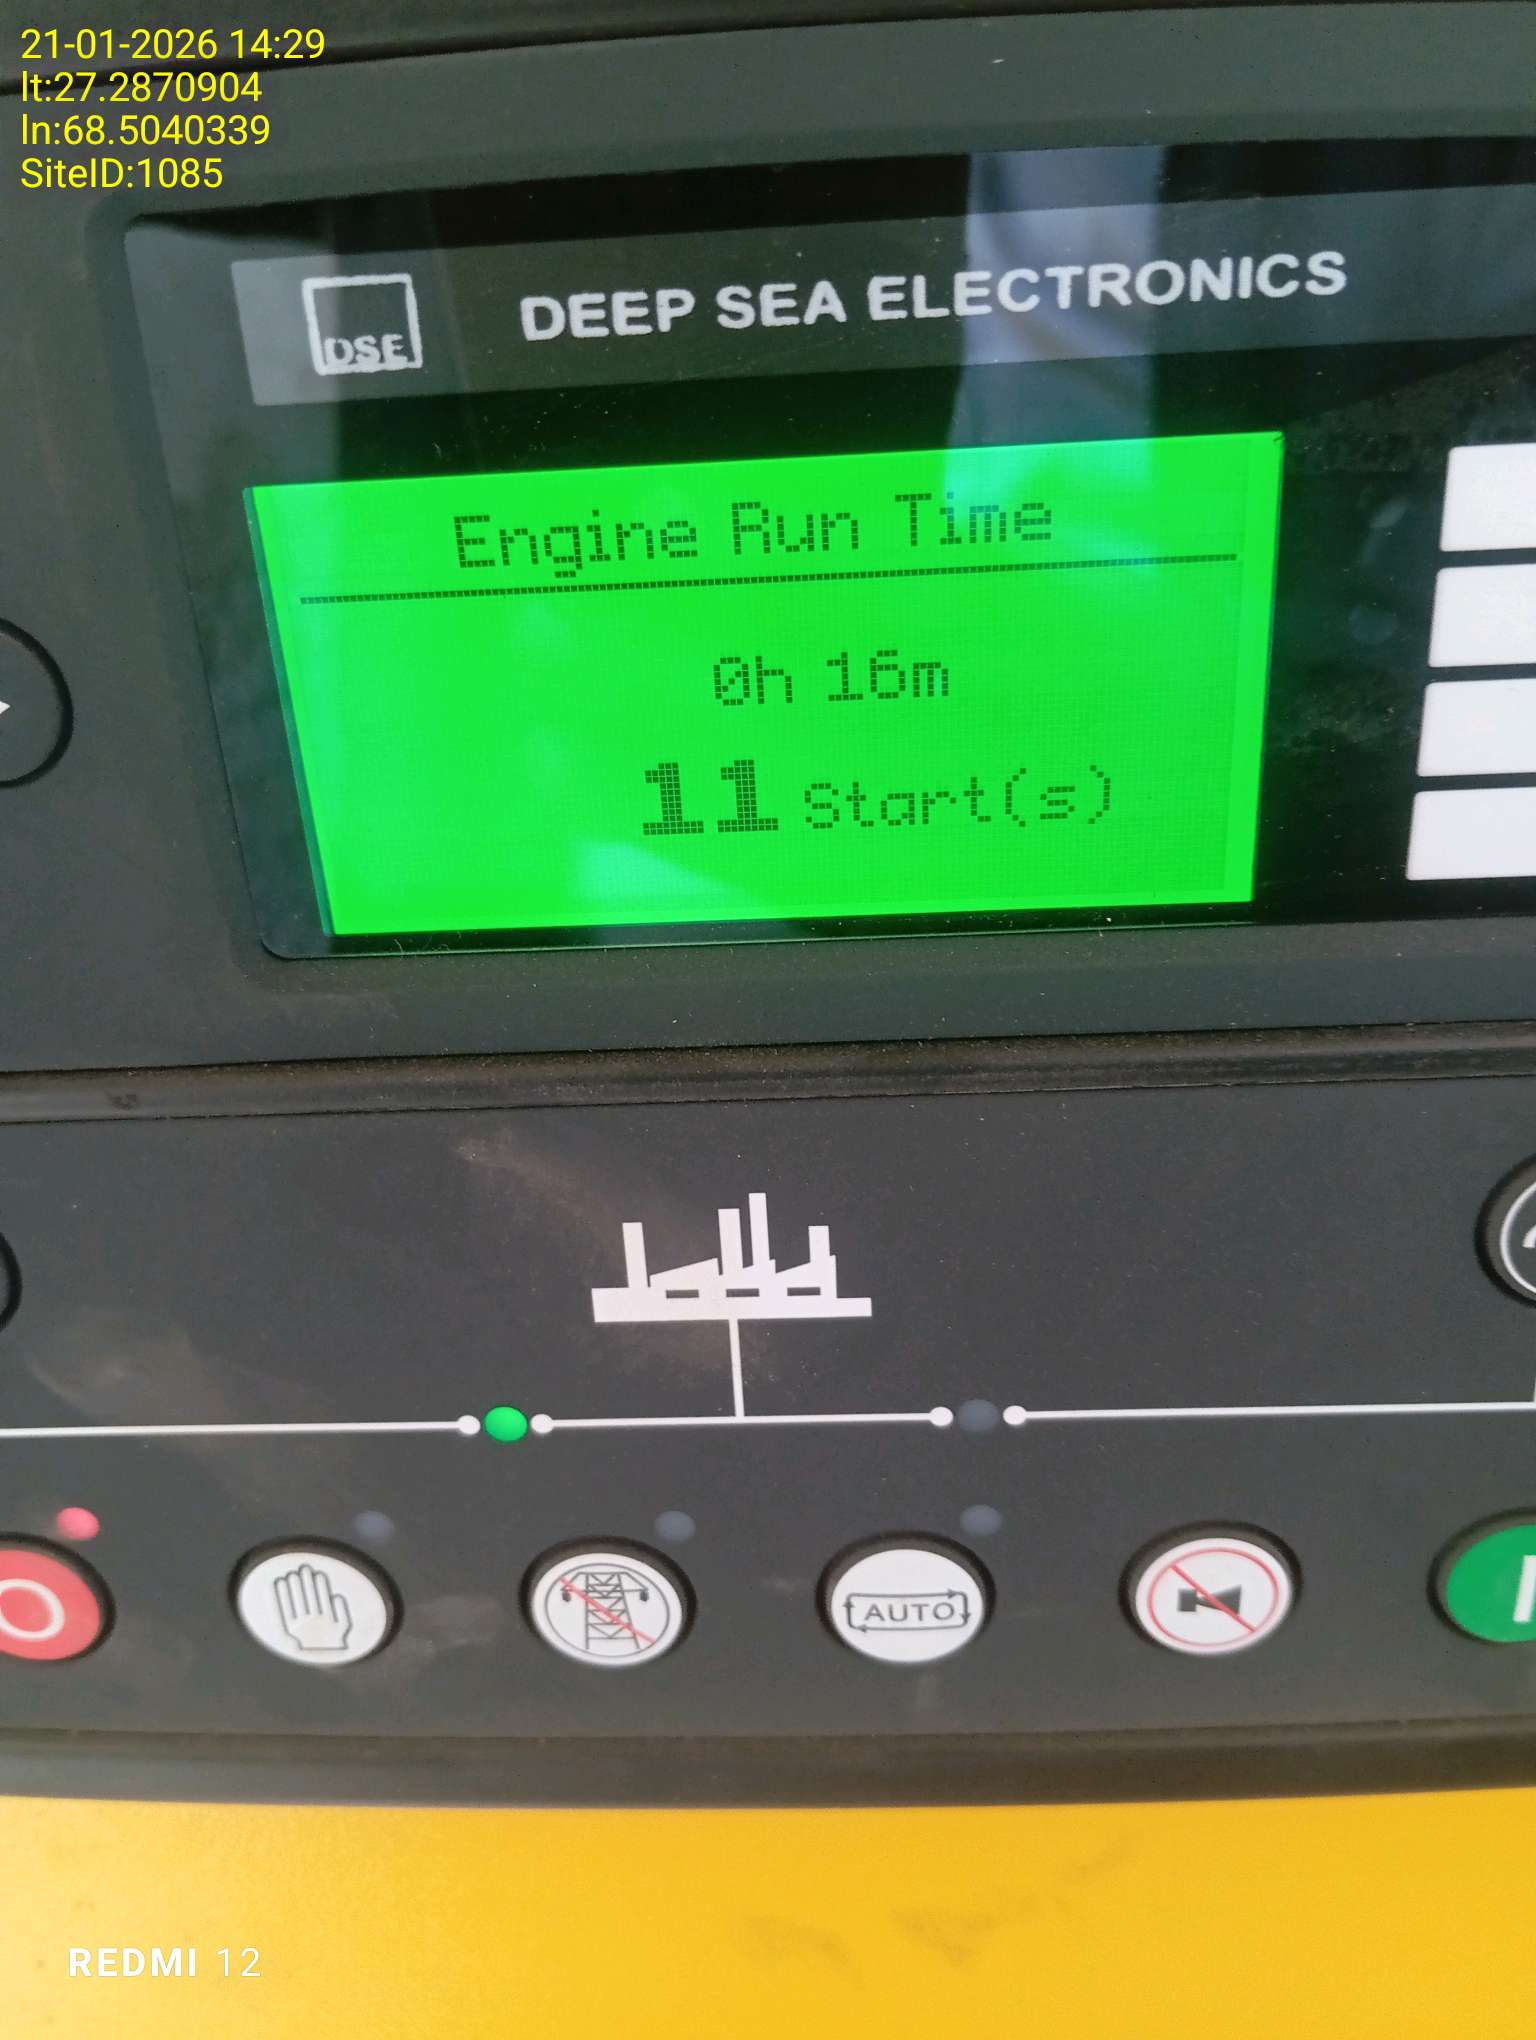 21-01-2026 14:29
lt:27.2870904
ln:68.5040339
SiteID:1085
DSE
DEEP SEA ELECTRONICS
Engine Run Time
0h 16m
11 Start(s)
AUTO
REDMI 12